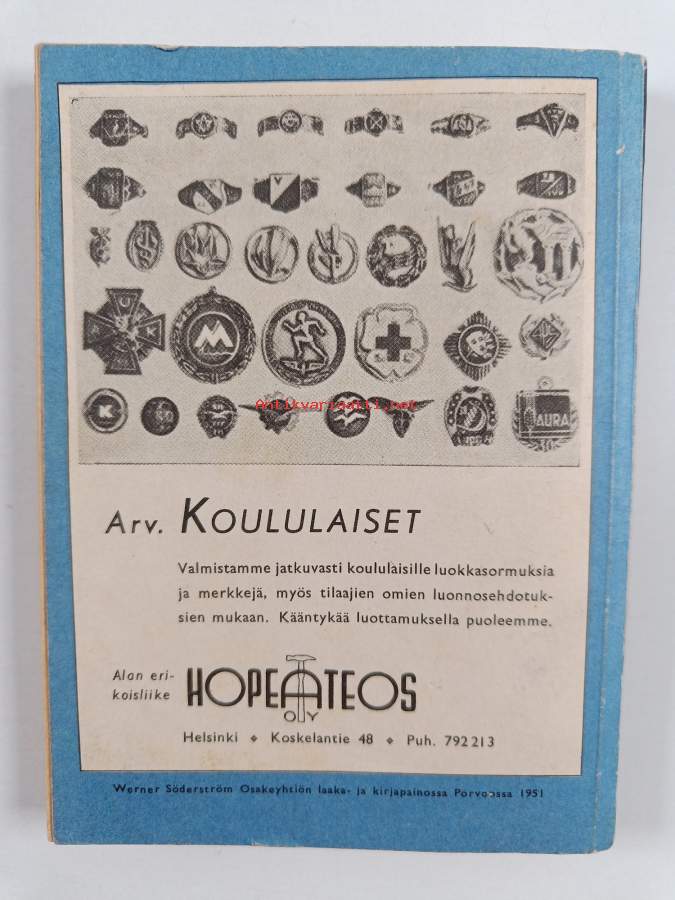 M
AURA
K
Antikvariaatti.net
Arv. KOULULAISET
Valmistamme jatkuvasti koululaisille luokkasormuksia
ja merkkejä, myös tilaajien omien luonnosehdotuk-
sien mukaan. Kääntykää luottamuksella puoleemme.
Alan eri-
koisliike
HOPEATEOS
OY
Helsinki ◆ Koskelantie 48 ◆ Puh. 792213
Werner Söderström Osakeyhtiön laaka- ja kirjapainossa Porvoossa 1951